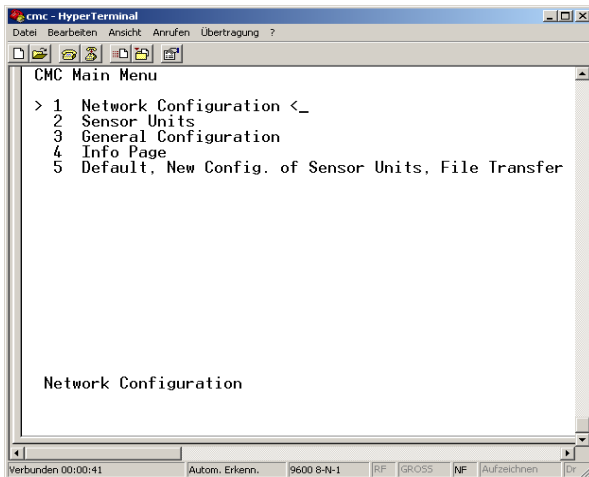 cmc - HyperTerminal
Datei Bearbeiten Ansicht Anrufen Übertragung ?
CMC Main Menu
> 1 Network Configuration <_
2 Sensor Units
3 General Configuration
4 Info Page
5 Default, New Config. of Sensor Units, File Transfer
Network Configuration
Verbunden 00:00:41 Autom. Erkenn. 9600 8-N-1 RF GROSS NF Aufzeichnen Dr